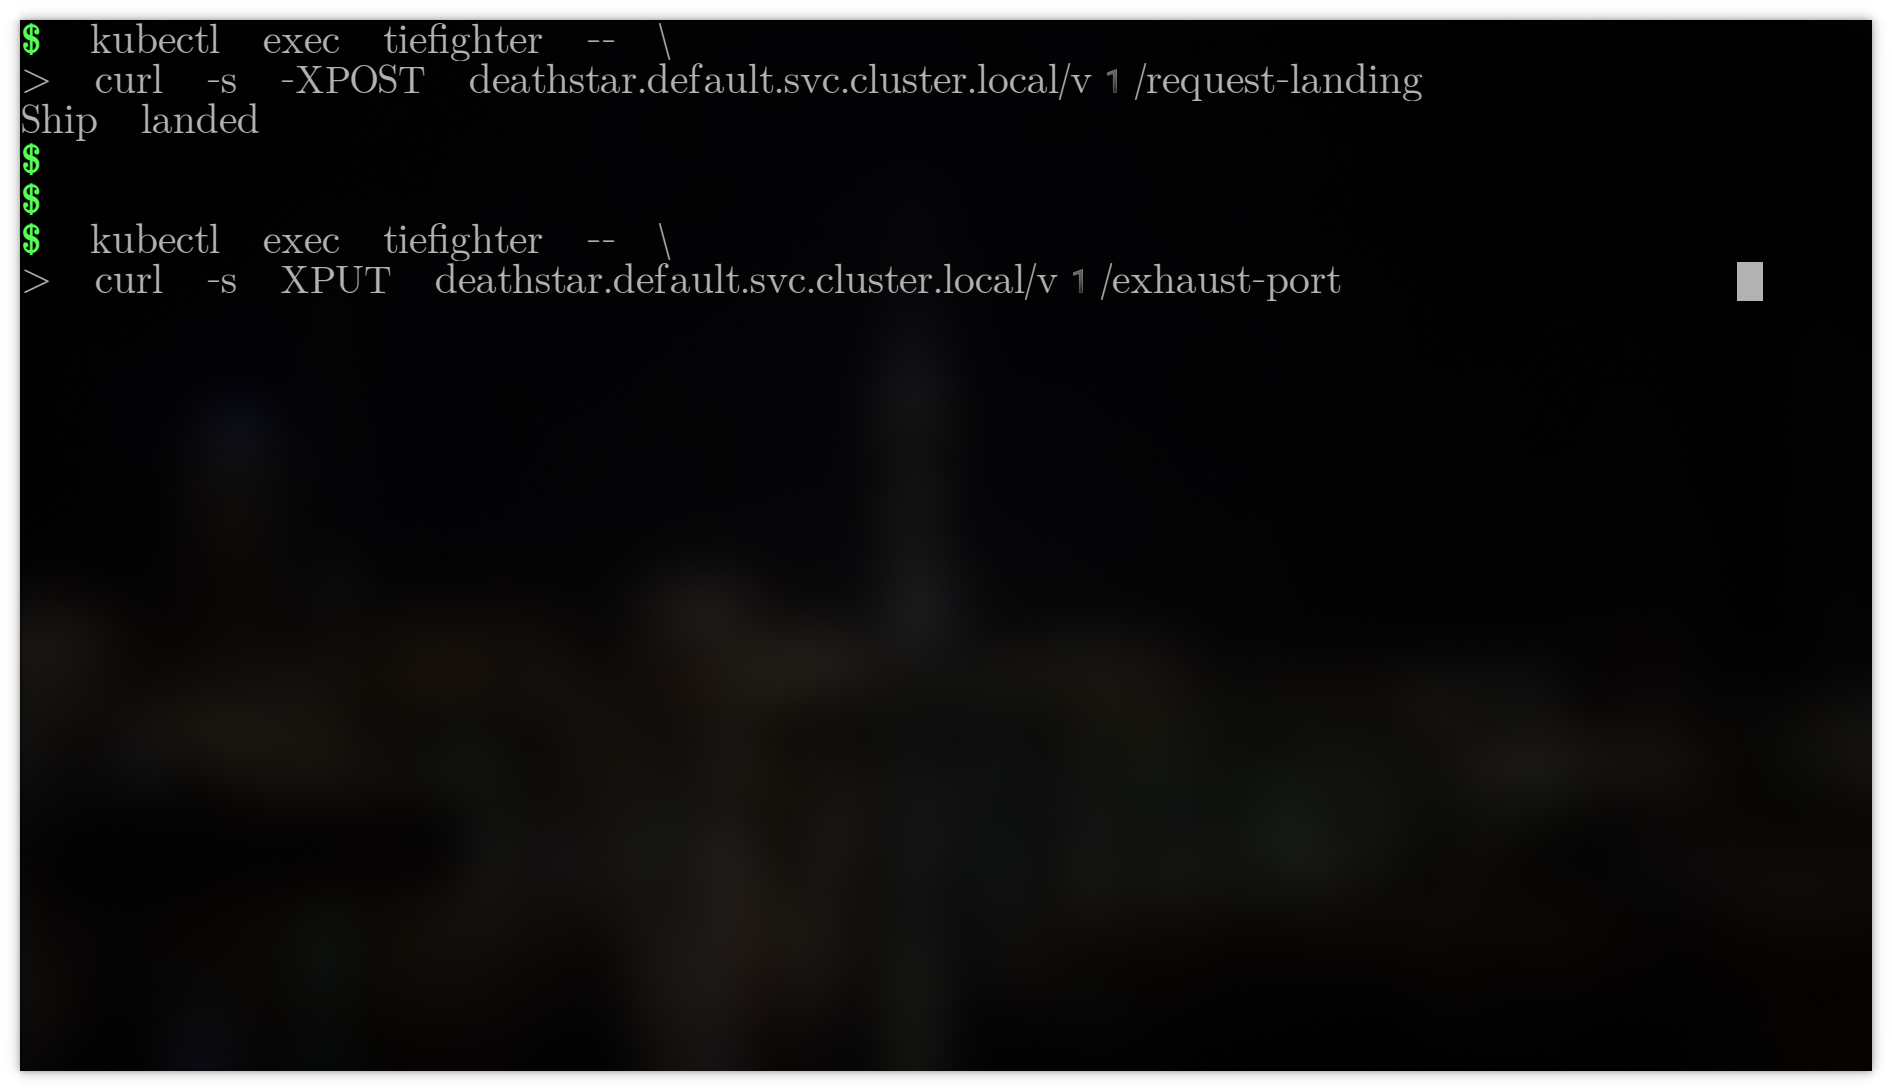 $ kubectl exec tiefighter -- \
> curl -s -XPOST deathstar.default.svc.cluster.local/v1/request-landing
Ship landed
$
$
$ kubectl exec tiefighter -- \
> curl -s XPUT deathstar.default.svc.cluster.local/v1/exhaust-port